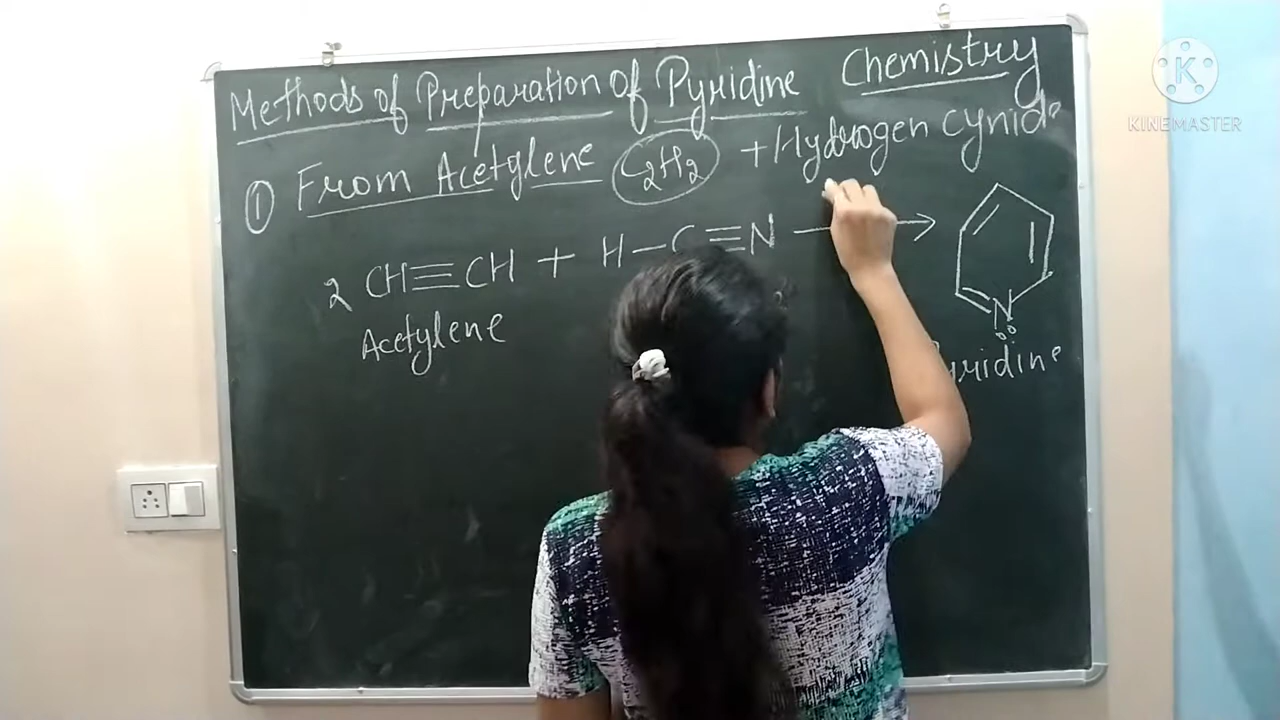 Methods of Preparation of Pyridine Chemistry
① From Acetylene C2H2 + Hydrogen Cynide
2 CH≡CH + H–C≡N → N
Acetylene
Pyridine
K
KINEMASTER